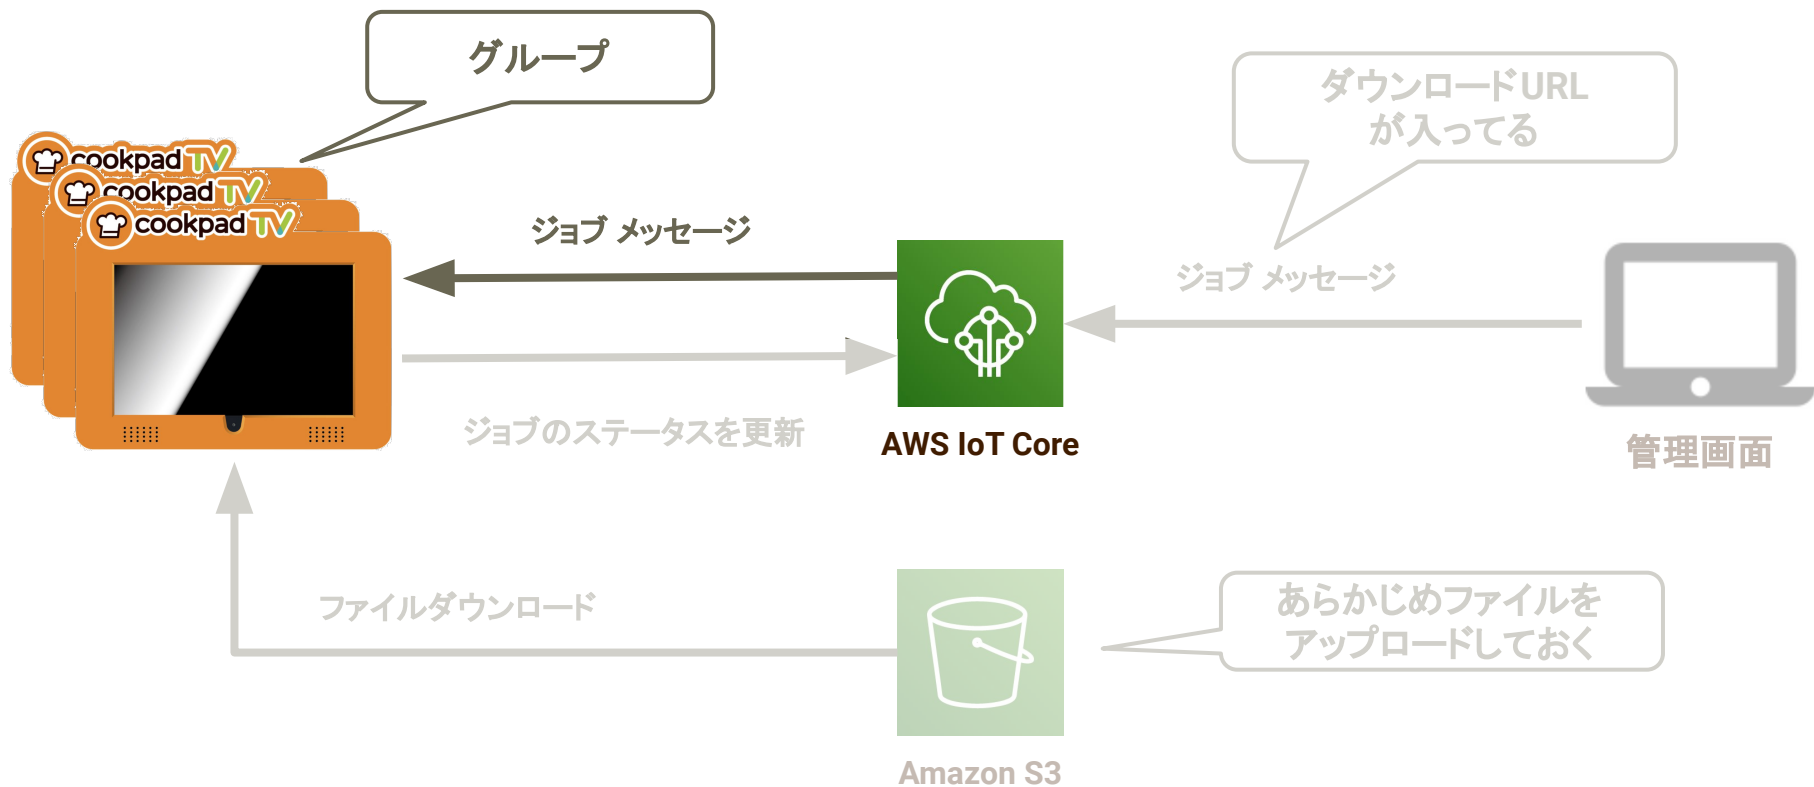 グループ
ダウンロードURL
が入ってる
cookpad TV
cookpad TV
cookpad TV
ジョブ メッセージ
ジョブ メッセージ
ジョブのステータスを更新
AWS IoT Core
管理画面
ファイルダウンロード
あらかじめファイルを
アップロードしておく
Amazon S3